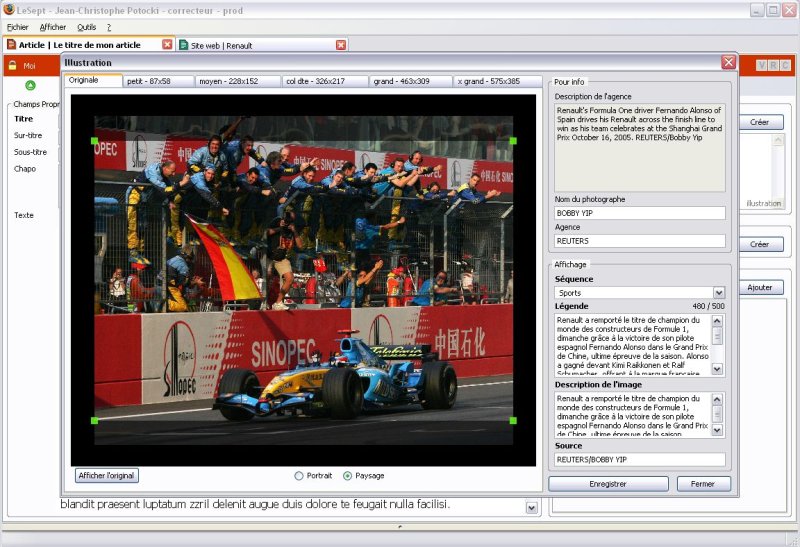 LeSept - Jean-Christophe Potocki - correcteur - prod
Fichier Afficher Outils ?
Article | Le titre de mon article
Site web | Renault
Moi
V R C
Illustration
Originale
petit - 87x58
moyen - 228x152
col dte - 326x217
grand - 463x309
x grand - 575x385
Champs Propr
Titre
Sur-titre
Sous-titre
Chapo
Texte
OPEC
中国石化
SINOPEC
SINOPEC
中国石化
Sinopec
Telefonica
Afficher l'original
Portrait
Paysage
Pour info
Description de l'agence
Renault's Formula One driver Fernando Alonso of
Spain drives his Renault across the finish line to
win as his team celebrates at the Shanghai Grand
Prix October 16, 2005. REUTERS/Bobby Yip
Nom du photographe
BOBBY YIP
Agence
REUTERS
Affichage
Séquence
Sports
Légende 480 / 500
Renault a remporté le titre de champion du
monde des constructeurs de Formule 1,
dimanche grâce à la victoire de son pilote
espagnol Fernando Alonso dans le Grand Prix
de Chine, ultime épreuve de la saison. Alonso
a gagné devant Kimi Raikkonen et Ralf
Schumacher, offrant à la marque française
Description de l'image
Renault a remporté le titre de champion du
monde des constructeurs de Formule 1,
dimanche grâce à la victoire de son pilote
espagnol Fernando Alonso dans le Grand Prix
de Chine, ultime épreuve de la saison. Alonso
Source
REUTERS/BOBBY YIP
Enregistrer
Fermer
Créer
illustration
Créer
Ajouter
blandit praesent luptatum zzril delenit augue duis dolore te feugait nulla facilisi.